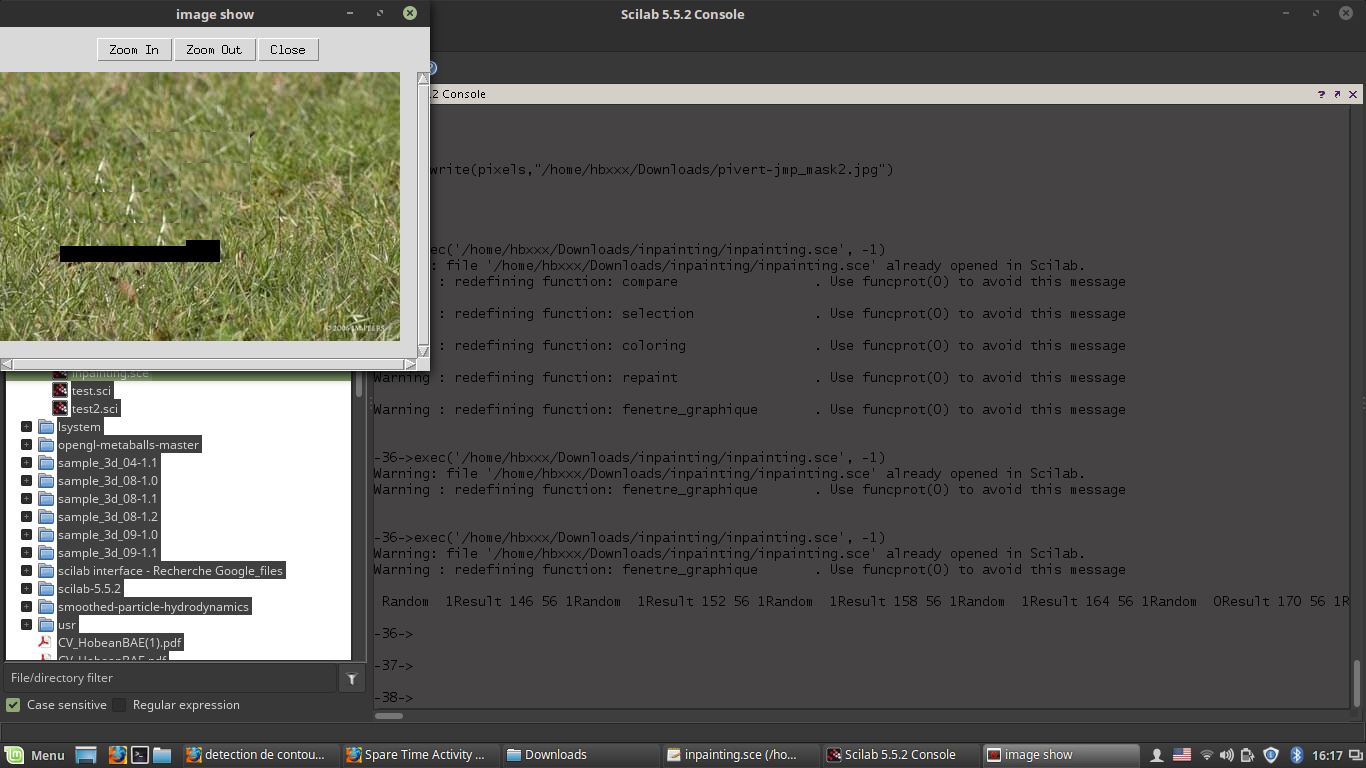 image show
Scilab 5.5.2 Console
Zoom In Zoom Out Close
.2 Console
write(pixels,"/home/hbxxx/Downloads/pivert-jmp_mask2.jpg")
exec('/home/hbxxx/Downloads/inpainting/inpainting.sce', -1)
: file '/home/hbxxx/Downloads/inpainting/inpainting.sce' already opened in Scilab.
: redefining function: compare . Use funcprot(0) to avoid this message
: redefining function: selection . Use funcprot(0) to avoid this message
: redefining function: coloring . Use funcprot(0) to avoid this message
Warning : redefining function: repaint . Use funcprot(0) to avoid this message
Warning : redefining function: fenetre_graphique . Use funcprot(0) to avoid this message
-36->exec('/home/hbxxx/Downloads/inpainting/inpainting.sce', -1)
Warning: file '/home/hbxxx/Downloads/inpainting/inpainting.sce' already opened in Scilab.
Warning : redefining function: fenetre_graphique . Use funcprot(0) to avoid this message
-36->exec('/home/hbxxx/Downloads/inpainting/inpainting.sce', -1)
Warning: file '/home/hbxxx/Downloads/inpainting/inpainting.sce' already opened in Scilab.
Warning : redefining function: fenetre_graphique . Use funcprot(0) to avoid this message
Random 1Result 146 56 1Random 1Result 152 56 1Random 1Result 158 56 1Random 1Result 164 56 1Random 0Result 170 56 1R
-36->
-37->
-38->
inpainting.sce
test.sci
test2.sci
lsystem
opengl-metaballs-master
sample_3d_04-1.1
sample_3d_08-1.0
sample_3d_08-1.1
sample_3d_08-1.2
sample_3d_09-1.0
sample_3d_09-1.1
scilab interface - Recherche Google_files
scilab-5.5.2
smoothed-particle-hydrodynamics
usr
CV_HobeanBAE(1).pdf
CV_HobeanBAE.pdf
File/directory filter
Case sensitive Regular expression
Menu detection de contou... Spare Time Activity ... Downloads inpainting.sce (/ho... Scilab 5.5.2 Console image show 16:17